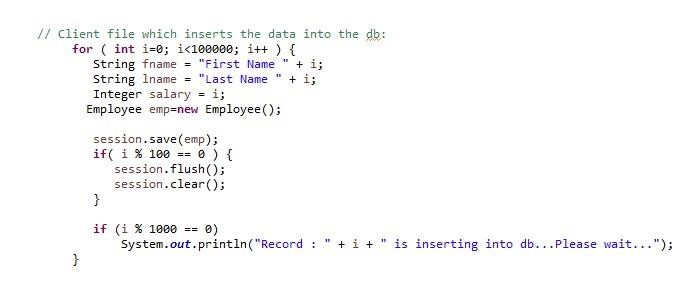 // Client file which inserts the data into the db:
for ( int i=0; i<100000; i++ ) {
String fname = "First Name " + i;
String lname = "Last Name " + i;
Integer salary = i;
Employee emp=new Employee();
session.save(emp);
if( i % 100 == 0 ) {
session.flush();
session.clear();
}
if (i % 1000 == 0)
System.out.println("Record : " + i + " is inserting into db...Please wait...");
}